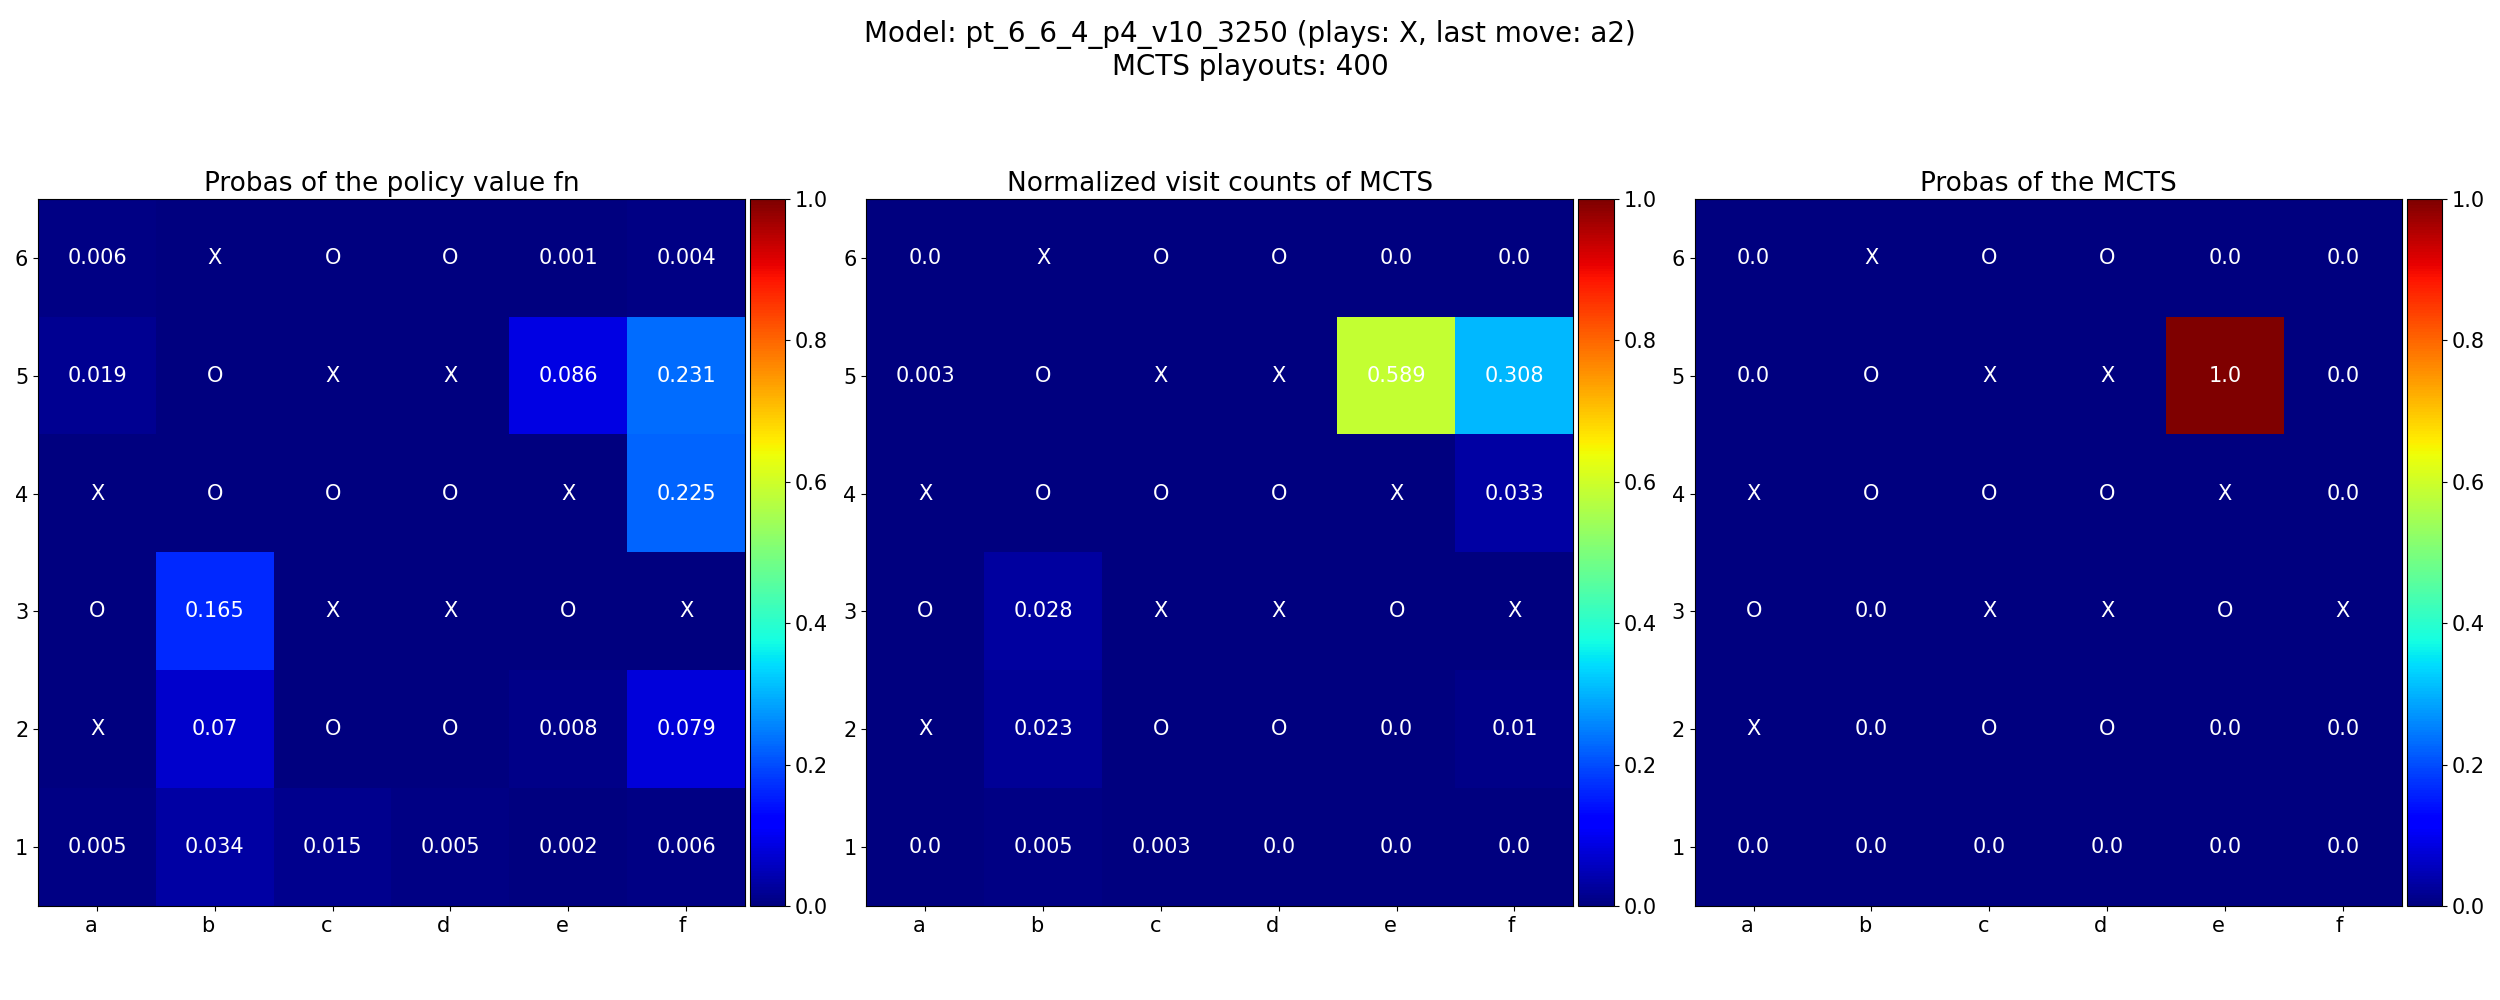 Model: pt_6_6_4_p4_v10_3250 (plays: X, last move: a2)
MCTS playouts: 400
Probas of the policy value fn
6 0.006 X O O 0.001 0.004
5 0.019 O X X 0.086 0.231
4 X O O O X 0.225
3 O 0.165 X X O X
2 X 0.07 O O 0.008 0.079
1 0.005 0.034 0.015 0.005 0.002 0.006
a b c d e f
1.0
0.8
0.6
0.4
0.2
0.0
Normalized visit counts of MCTS
6 0.0 X O O 0.0 0.0
5 0.003 O X X 0.589 0.308
4 X O O O X 0.033
3 O 0.028 X X O X
2 X 0.023 O O 0.0 0.01
1 0.0 0.005 0.003 0.0 0.0 0.0
a b c d e f
1.0
0.8
0.6
0.4
0.2
0.0
Probas of the MCTS
6 0.0 X O O 0.0 0.0
5 0.0 O X X 1.0 0.0
4 X O O O X 0.0
3 O 0.0 X X O X
2 X 0.0 O O 0.0 0.0
1 0.0 0.0 0.0 0.0 0.0 0.0
a b c d e f
1.0
0.8
0.6
0.4
0.2
0.0